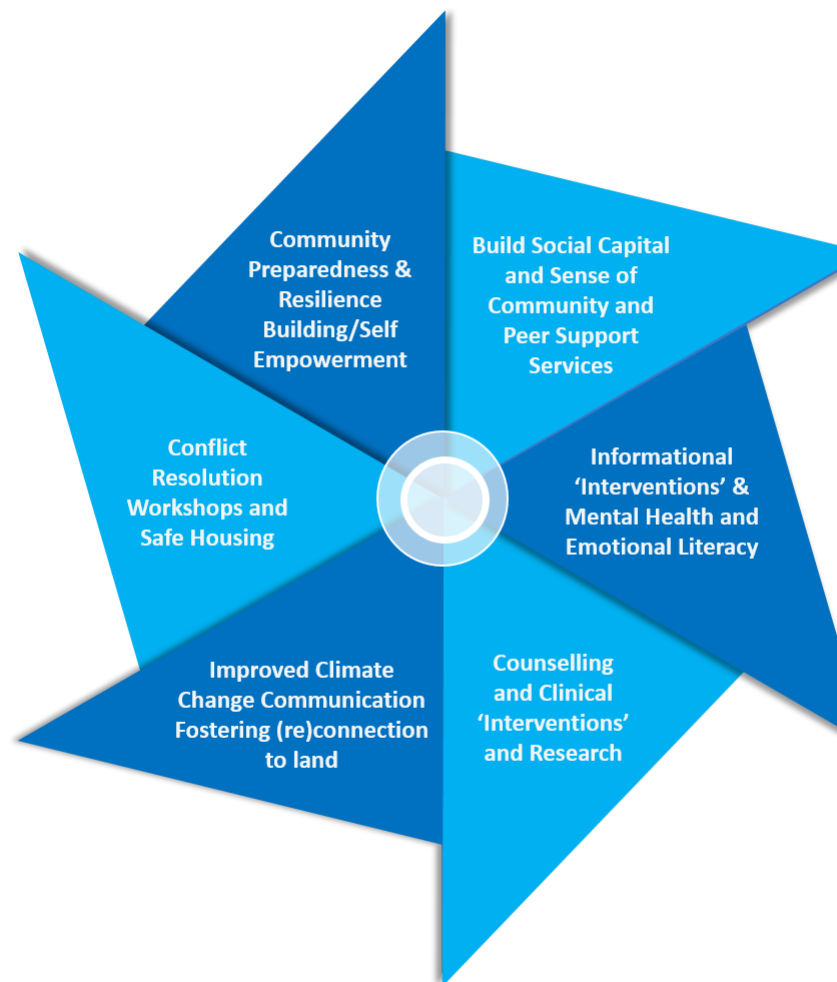 Community
Preparedness &
Resilience
Building/Self
Empowerment
Build Social Capital
and Sense of
Community and
Peer Support
Services
Informational
‘Interventions’ &
Mental Health and
Emotional Literacy
Counselling
and Clinical
‘Interventions’
and Research
Improved Climate
Change Communication
Fostering (re)connection
to land
Conflict
Resolution
Workshops and
Safe Housing